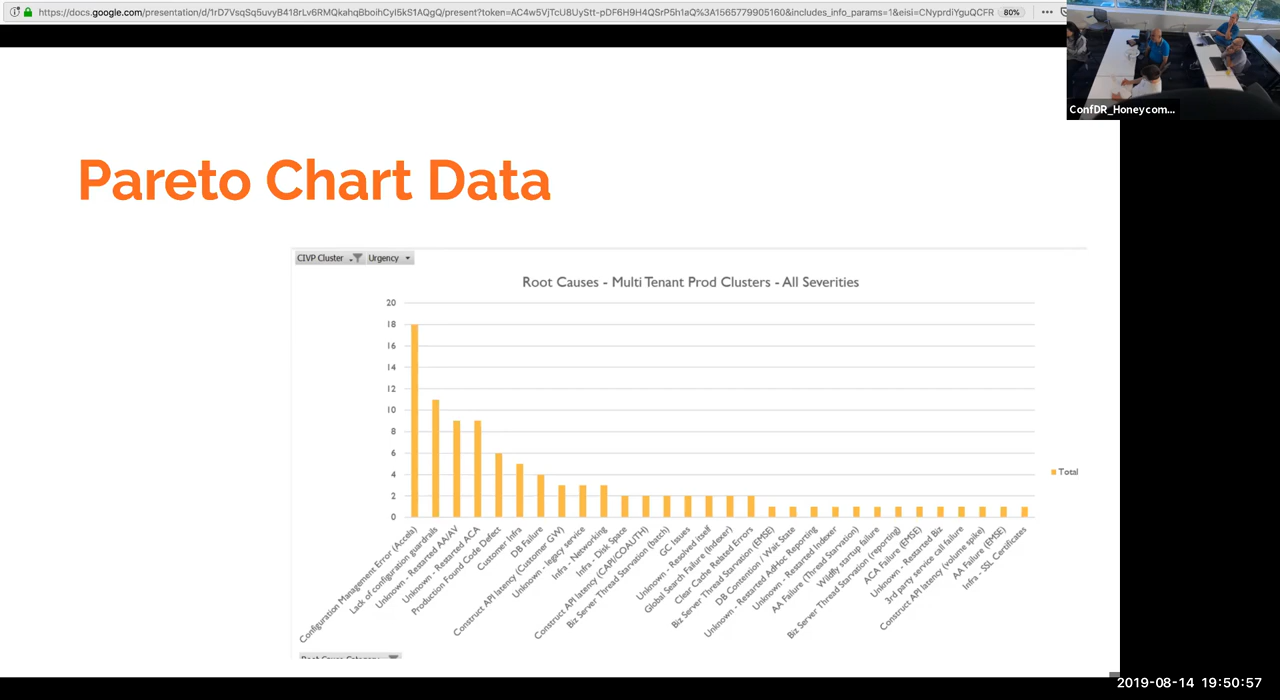 https://docs.google.com/presentation/d/1rD7VsqSq5uvyB418rLv6RMQkahqBboihCyI5kS1AQgQ/present?token=AC4w5VjTcU8UyStt-pDF6H9H4QSrP5h1aQ%3A1565779905160&includes_info_params=1&eisi=CNyprdiYguQCFR 80%
ConfDR_Honeycom...
Pareto Chart Data
CIVP Cluster Urgency
Root Causes - Multi Tenant Prod Clusters - All Severities
20
18
16
14
12
10
8
6
4
2
0
Total
Configuration Management Error (Accela)
Lack of configuration guardrails
Unknown - Restarted AA/AV
Unknown - Restarted ACA
Production Found Code Defect
Customer Infra
DB Failure
Construct API latency (Customer GW)
Unknown - legacy service
Infra - Networking
Infra - Disk Space
Construct API latency (CAPI/COAUTH)
Biz Server Thread Starvation (batch)
GC Issues
Unknown - Resolved itself
Global Search Failure (Indexer)
Clear Cache Related Errors
Biz Server Thread Starvation (EMSE)
DB Contention / Wait State
Unknown - Restarted AdHoc Reporting
Unknown - Restarted Indexer
AA Failure (Thread Starvation)
Wildfly startup failure
Biz Server Thread Starvation (reporting)
ACA Failure (EMSE)
Unknown - Restarted Biz
3rd party service call failure
Construct API latency (volume spike)
AA Failure (EMSE)
Infra - SSL Certificates
Root Cause Category
2019-08-14 19:50:57